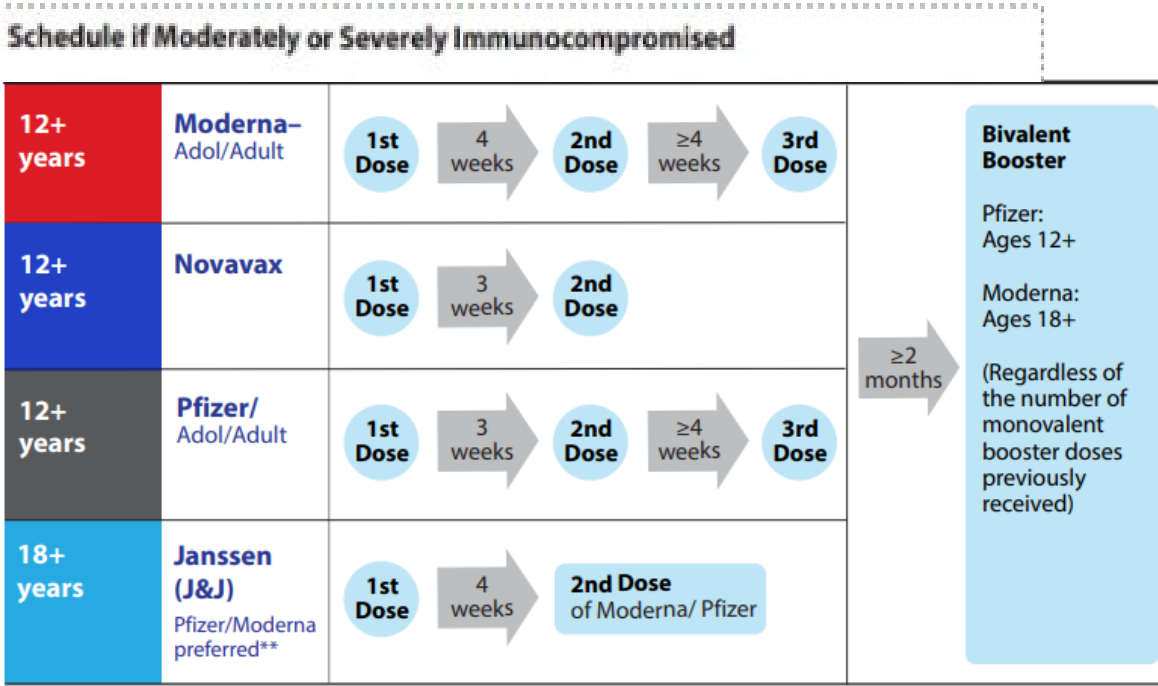 Schedule if Moderately or Severely Immunocompromised
12+
years
Moderna–
Adol/Adult
1st
Dose
4
weeks
2nd
Dose
≥4
weeks
3rd
Dose
12+
years
Novavax
1st
Dose
3
weeks
2nd
Dose
12+
years
Pfizer/
Adol/Adult
1st
Dose
3
weeks
2nd
Dose
≥4
weeks
3rd
Dose
18+
years
Janssen
(J&J)
Pfizer/Moderna
preferred**
1st
Dose
4
weeks
2nd Dose
of Moderna/ Pfizer
≥2
months
Bivalent
Booster
Pfizer:
Ages 12+
Moderna:
Ages 18+
(Regardless of
the number of
monovalent
booster doses
previously
received)